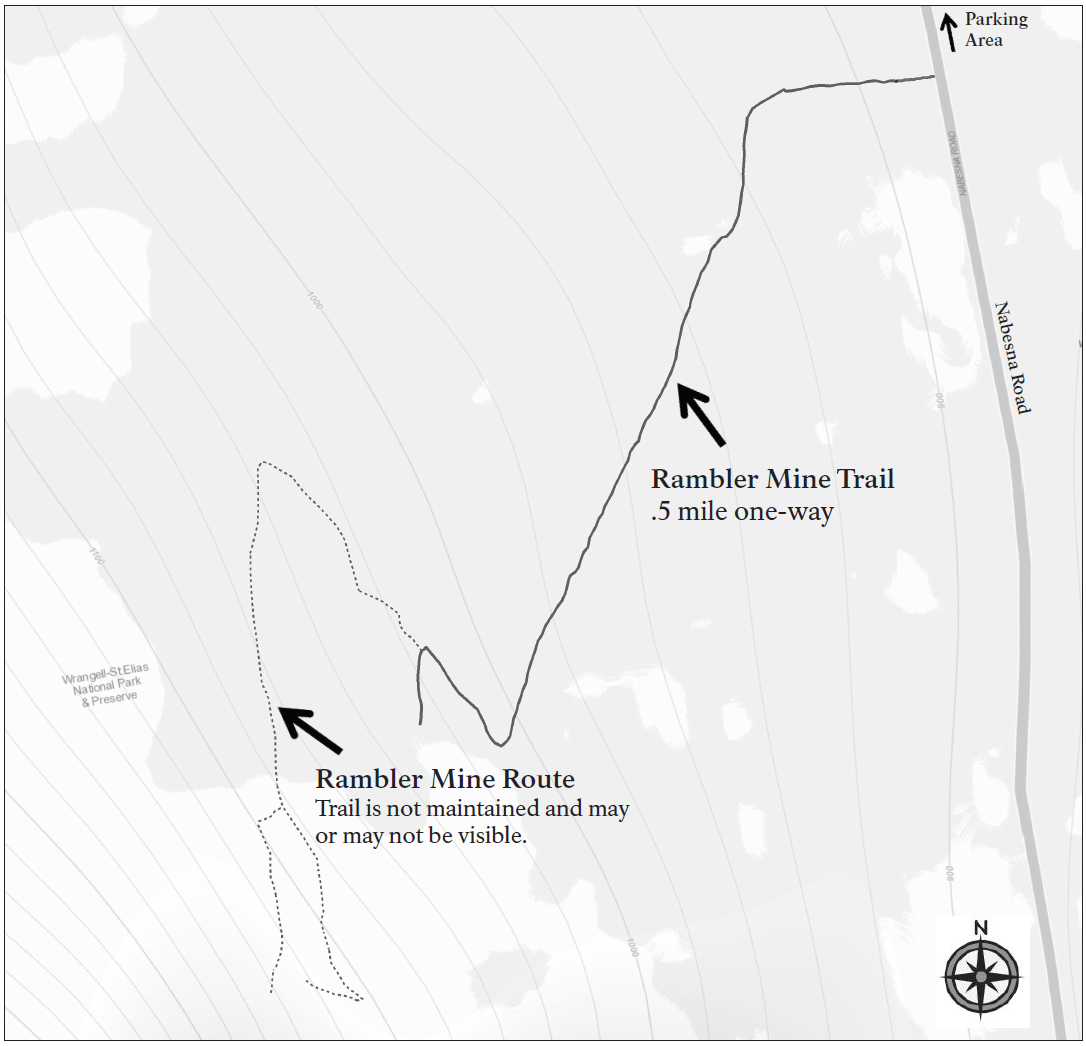 Parking
Area
NABESNA ROAD
1000
Nabesna Road
900
Rambler Mine Trail
.5 mile one-way
1100
Wrangell-St.Elias
National Park
& Preserve
Rambler Mine Route
Trail is not maintained and may
or may not be visible.
900
1000
N